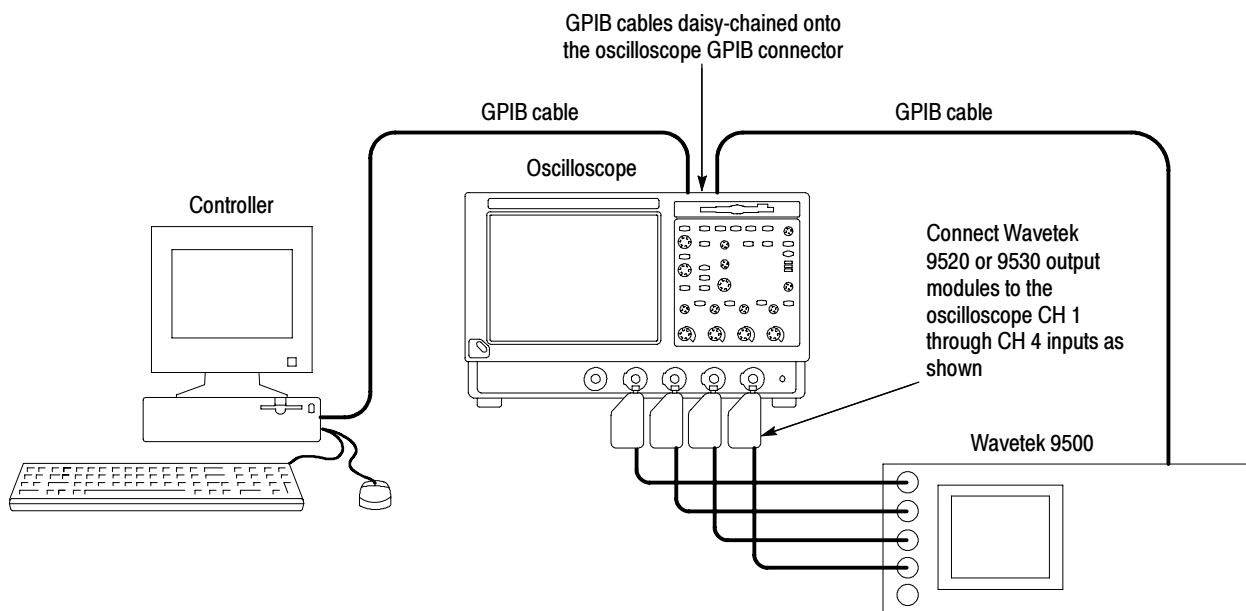 GPIB cables daisy-chained onto
the oscilloscope GPIB connector
GPIB cable
GPIB cable
Oscilloscope
Controller
Connect Wavetek
9520 or 9530 output
modules to the
oscilloscope CH 1
through CH 4 inputs as
shown
Wavetek 9500